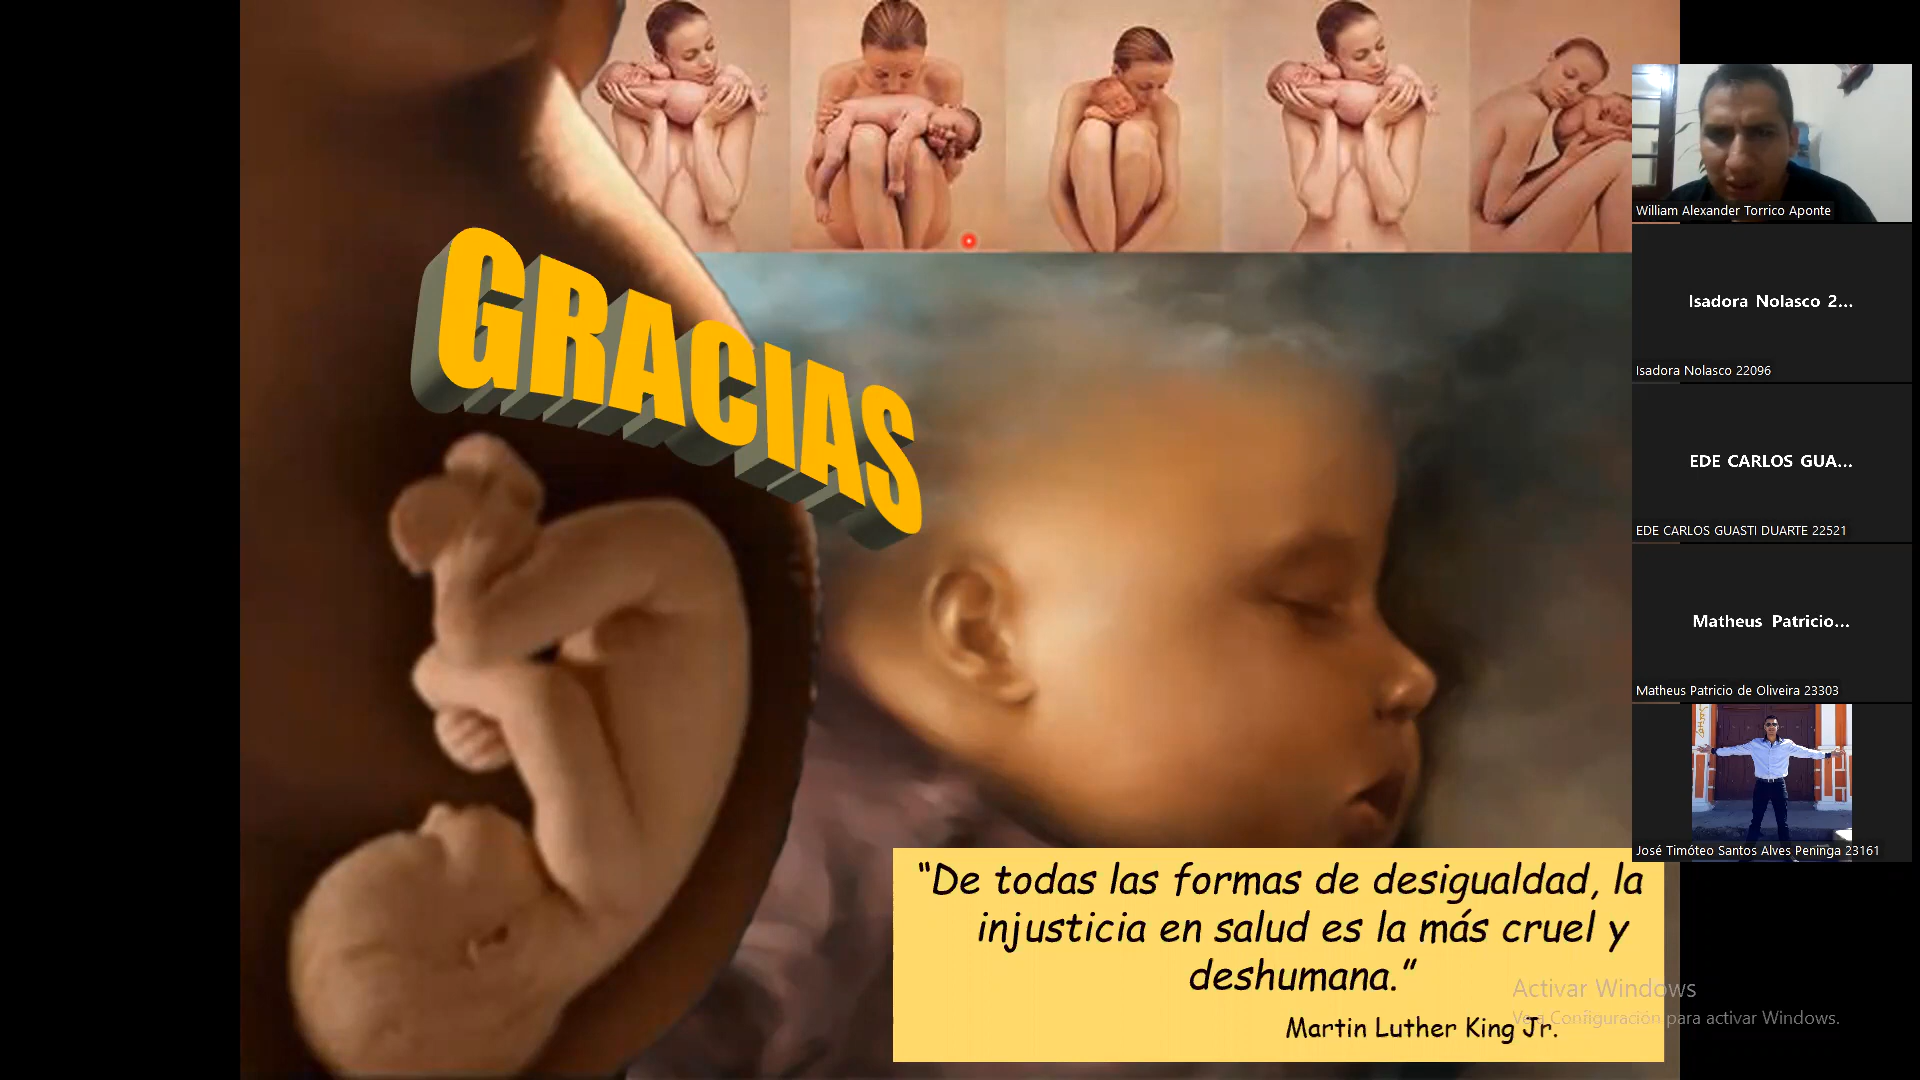 GRACIAS
“De todas las formas de desigualdad, la
injusticia en salud es la más cruel y
deshumana.”
Martin Luther King Jr.
Activar Windows
Ve a Configuración para activar Windows.
William Alexander Torrico Aponte
Isadora Nolasco 2...
Isadora Nolasco 22096
EDE CARLOS GUA...
EDE CARLOS GUASTI DUARTE 22521
Matheus Patricio...
Matheus Patricio de Oliveira 23303
José Timóteo Santos Alves Peninga 23161